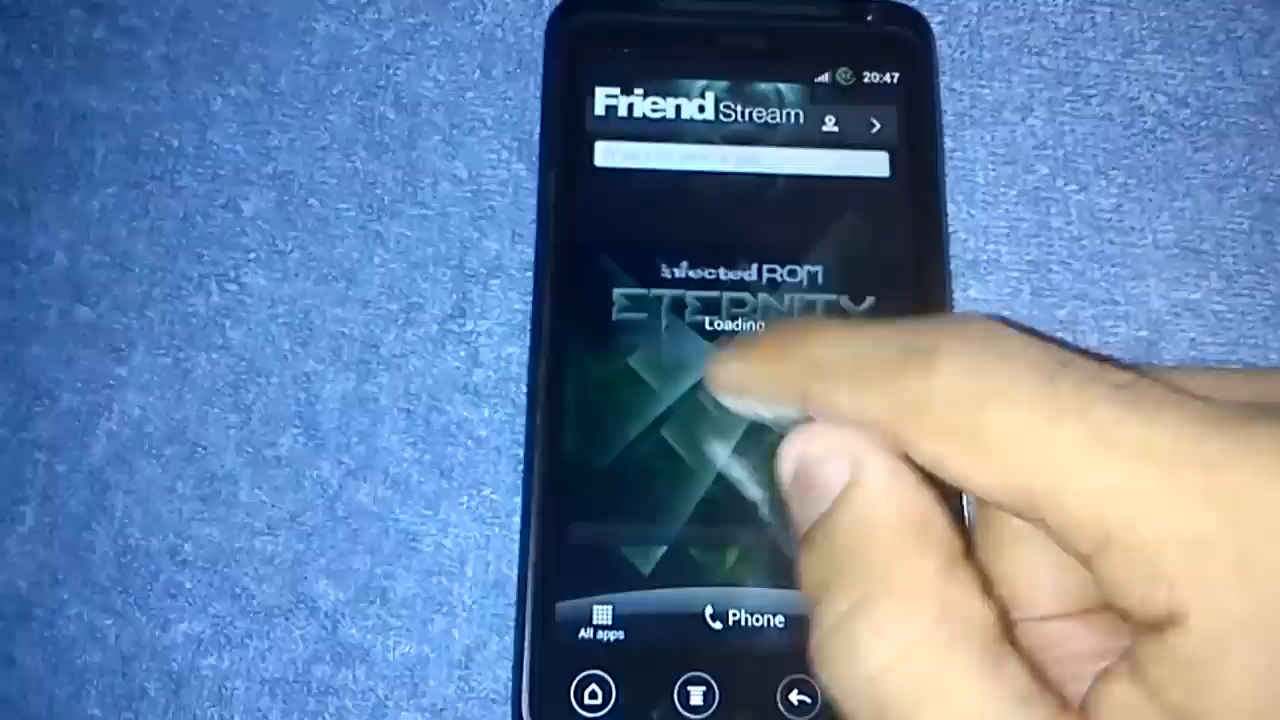 20:47
Friend Stream
Infected ROM
ETERNITY
Loading
All apps
Phone